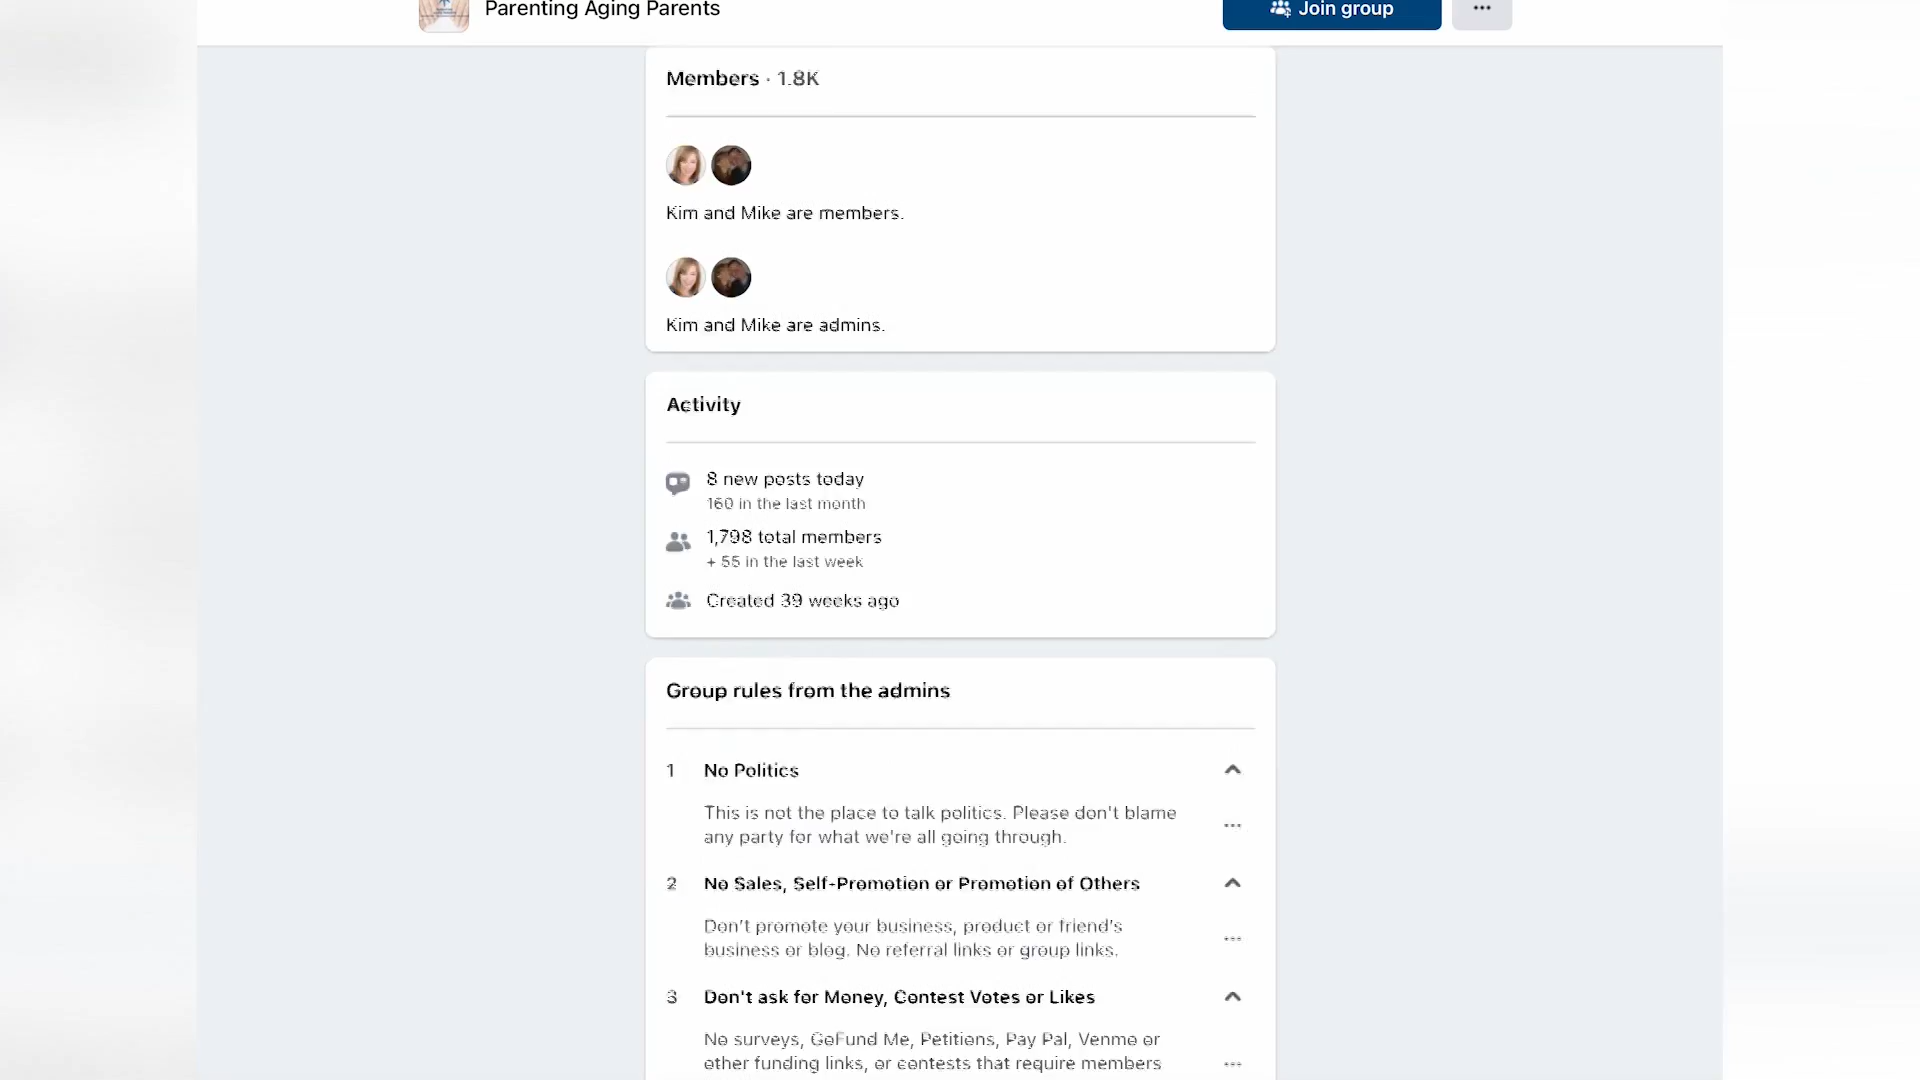 Parenting Aging Parents
Join group
Members · 1.8K
Kim and Mike are members.
Kim and Mike are admins.
Activity
8 new posts today
160 in the last month
1,798 total members
+ 55 in the last week
Created 39 weeks ago
Group rules from the admins
1 No Politics
This is not the place to talk politics. Please don't blame
any party for what we're all going through.
2 No Sales, Self-Promotion or Promotion of Others
Don't promote your business, product or friend's
business or blog. No referral links or group links.
3 Don't ask for Money, Contest Votes or Likes
No surveys, GoFund Me, Petitions, Pay Pal, Venmo or
other funding links, or contests that require members